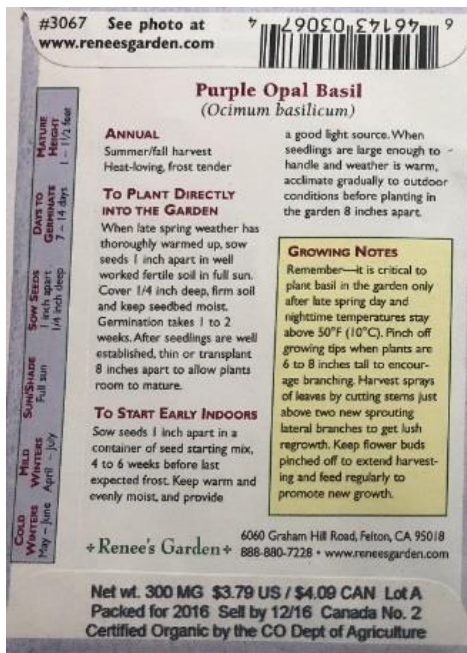 #3067 See photo at
www.reneesgarden.com
6 46143 03067 4
Purple Opal Basil
(Ocimum basilicum)
ANNUAL
Summer/fall harvest
Heat-loving, frost tender
TO PLANT DIRECTLY
INTO THE GARDEN
When late spring weather has
thoroughly warmed up, sow
seeds 1 inch apart in well
worked fertile soil in full sun.
Cover 1/4 inch deep, firm soil
and keep seedbed moist.
Germination takes 1 to 2
weeks. After seedlings are well
established, thin or transplant
8 inches apart to allow plants
room to mature.
TO START EARLY INDOORS
Sow seeds 1 inch apart in a
container of seed starting mix,
4 to 6 weeks before last
expected frost. Keep warm and
evenly moist, and provide
a good light source. When
seedlings are large enough to
handle and weather is warm,
acclimate gradually to outdoor
conditions before planting in
the garden 8 inches apart.
GROWING NOTES
Remember—it is critical to
plant basil in the garden only
after late spring day and
nighttime temperatures stay
above 50°F (10°C). Pinch off
growing tips when plants are
6 to 8 inches tall to encour-
age branching. Harvest sprays
of leaves by cutting stems just
above two new sprouting
lateral branches to get lush
regrowth. Keep flower buds
pinched off to extend harvest-
ing and feed regularly to
promote new growth.
COLD
WINTERS
May – June
MILD
WINTERS
April – July
SUN/SHADE
Full sun
SOW SEEDS
1 inch apart
1/4 inch deep
DAYS TO
GERMINATE
7 – 14 days
MATURE
HEIGHT
1 – 1 1/2 feet
Renee's Garden
6060 Graham Hill Road, Felton, CA 95018
888-880-7228 • www.reneesgarden.com
Net wt. 300 MG $3.79 US / $4.09 CAN Lot A
Packed for 2016 Sell by 12/16 Canada No. 2
Certified Organic by the CO Dept of Agriculture